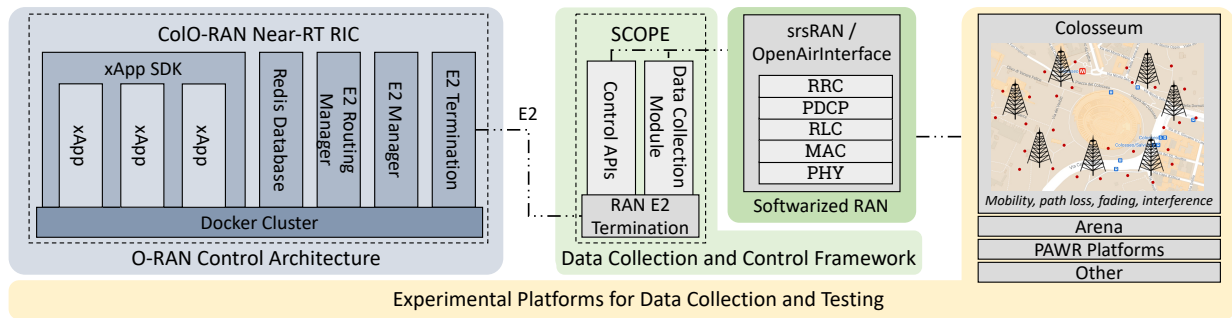 ColO-RAN Near-RT RIC
xApp SDK
xApp
xApp
xApp
Redis Database
E2 Routing
Manager
E2 Manager
E2 Termination
Docker Cluster
O-RAN Control Architecture
E2
SCOPE
Control APIs
Data Collection
Module
RAN E2
Termination
Data Collection and Control Framework
srsRAN /
OpenAirInterface
RRC
PDCP
RLC
MAC
PHY
Softwarized RAN
Colosseum
Mobility, path loss, fading, interference
Arena
PAWR Platforms
Other
Experimental Platforms for Data Collection and Testing